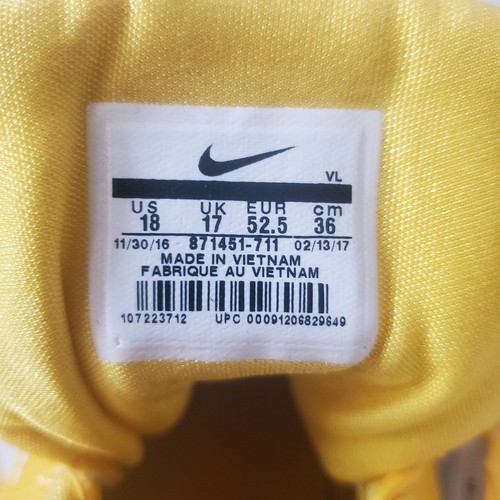 VL
US UK EUR cm
18 17 52.5 36
11/30/16 871451-711 02/13/17
MADE IN VIETNAM
FABRIQUE AU VIETNAM
107223712 UPC 00091206829649